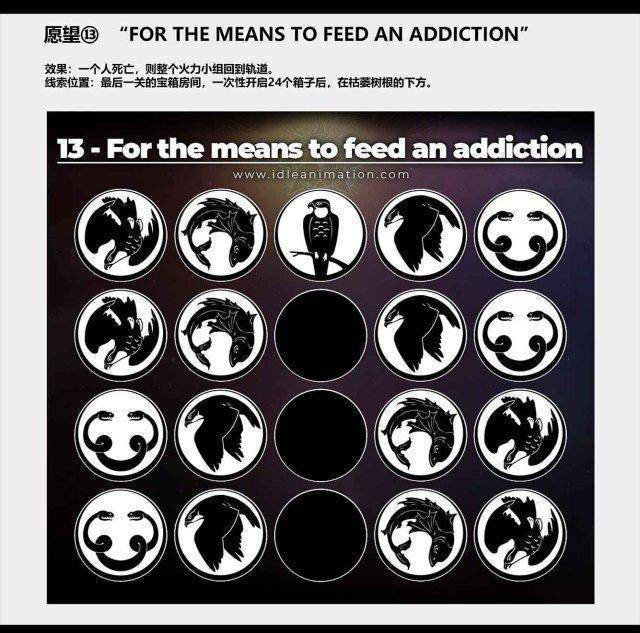 愿望⑬ “FOR THE MEANS TO FEED AN ADDICTION”
效果：一个人死亡，则整个火力小组回到轨道。
线索位置：最后一关的宝箱房间，一次性开启24个箱子后，在枯萎树根的下方。
13 - For the means to feed an addiction
www.idleanimation.com